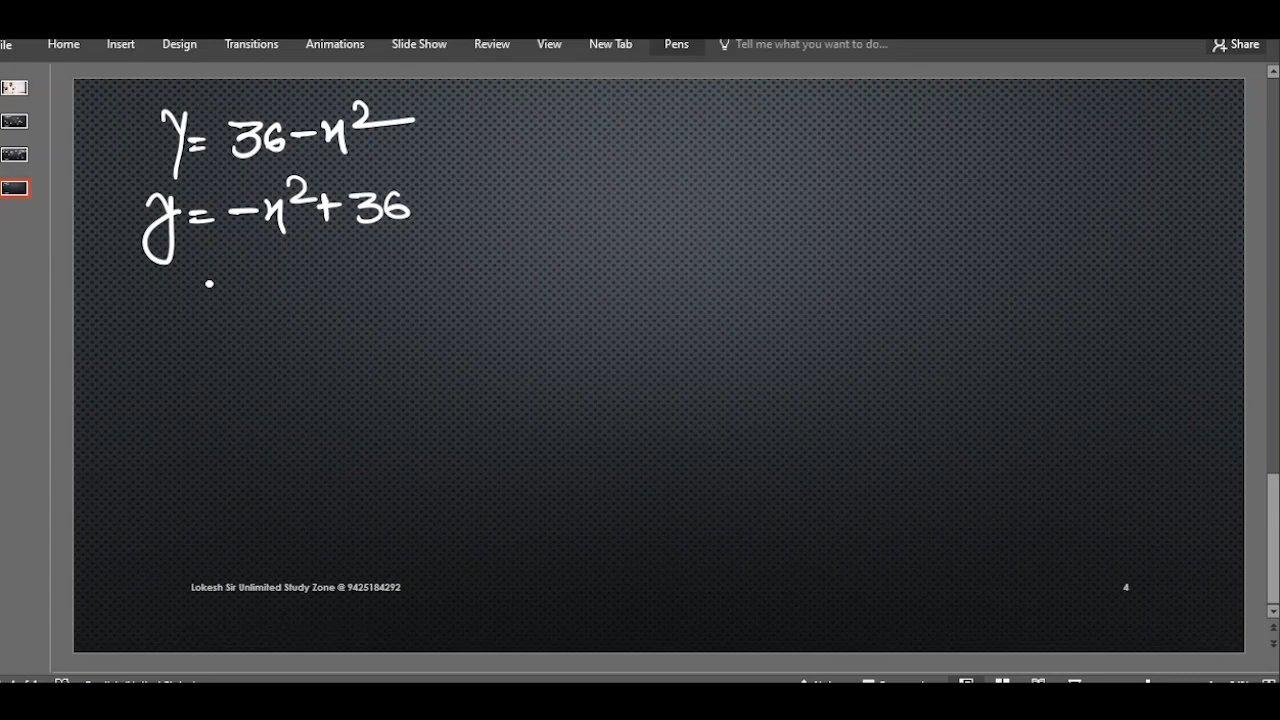 File Home Insert Design Transitions Animations Slide Show Review View New Tab Pens Tell me what you want to do... Share
y = 36 - x²
y = -x² + 36
Lokesh Sir Unlimited Study Zone @ 9425184292
4